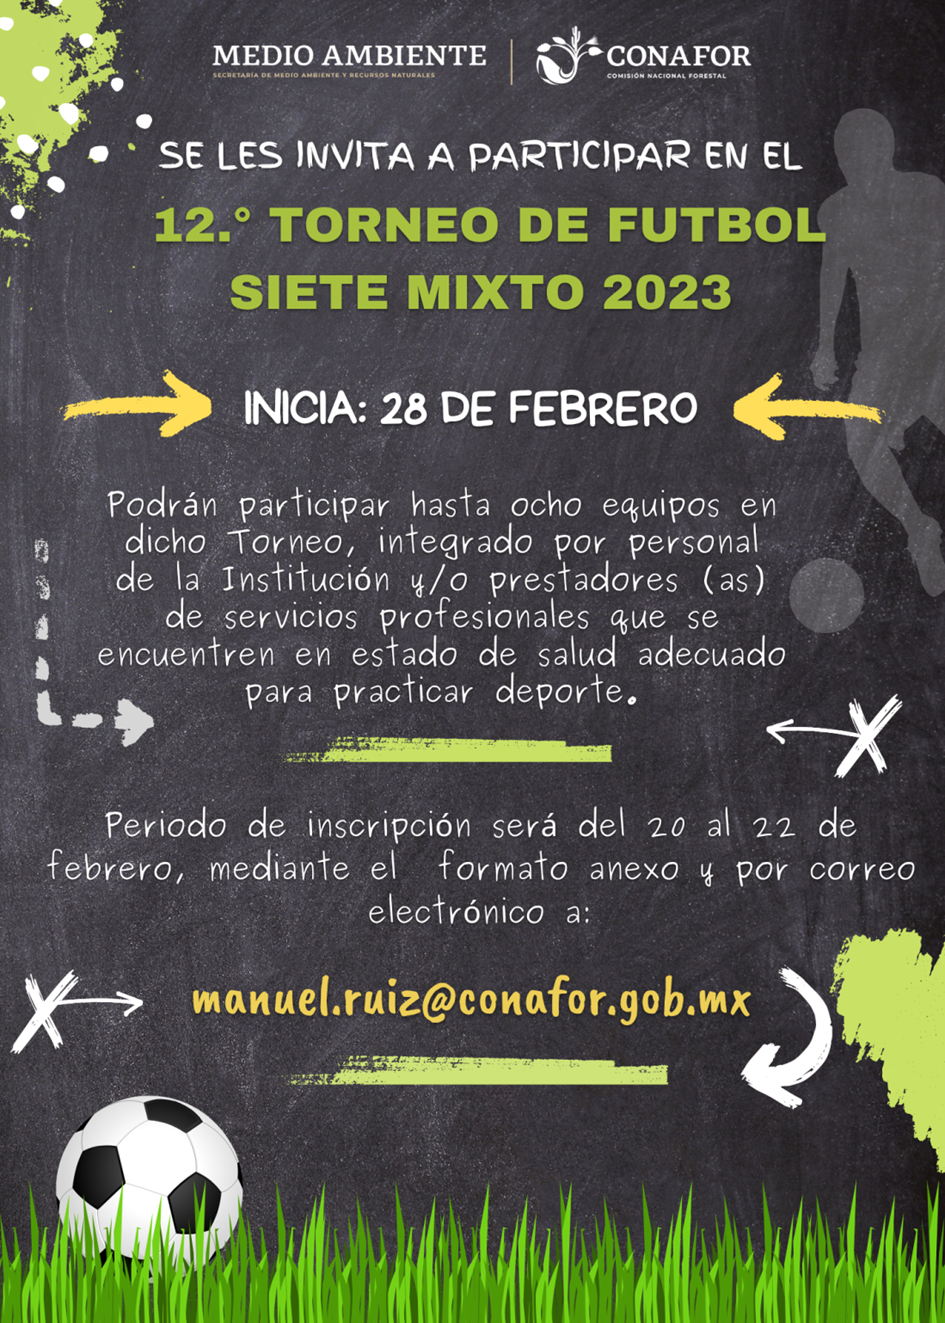 MEDIO AMBIENTE
SECRETARÍA DE MEDIO AMBIENTE Y RECURSOS NATURALES
CONAFOR
COMISIÓN NACIONAL FORESTAL
SE LES INVITA A PARTICIPAR EN EL
12.° TORNEO DE FUTBOL
SIETE MIXTO 2023
INICIA: 28 DE FEBRERO
Podrán participar hasta ocho equipos en
dicho Torneo, integrado por personal
de la Institución y/o prestadores (as)
de servicios profesionales que se
encuentren en estado de salud adecuado
para practicar deporte.
Periodo de inscripción será del 20 al 22 de
febrero, mediante el formato anexo y por correo
electrónico a:
manuel.ruiz@conafor.gob.mx